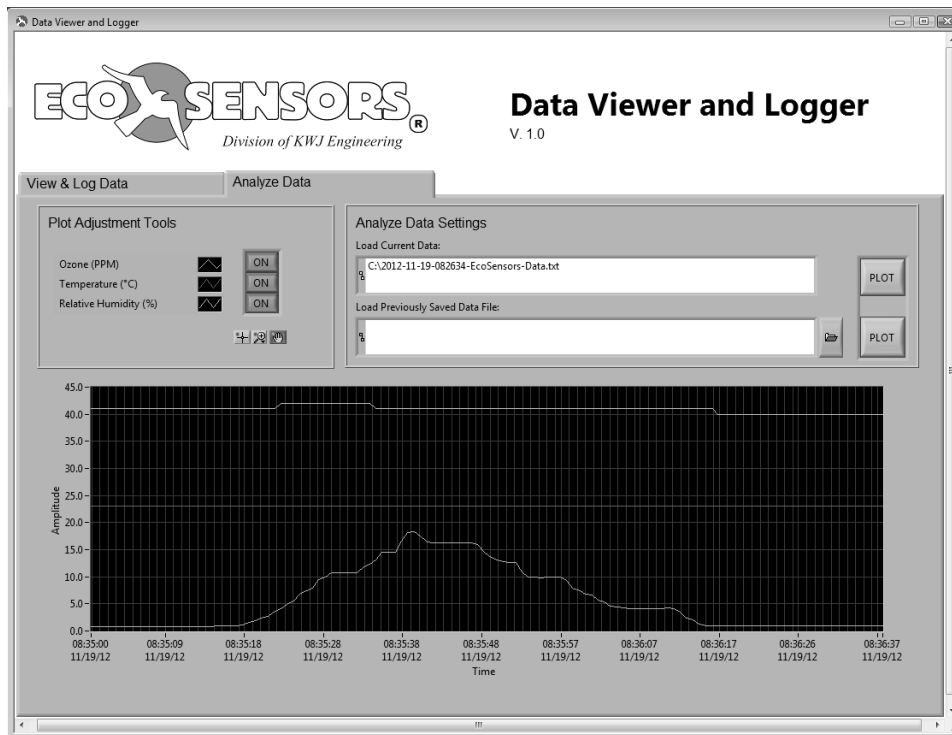 Data Viewer and Logger
ECO SENSORS®
Division of KWJ Engineering
Data Viewer and Logger
V. 1.0
View & Log Data
Analyze Data
Plot Adjustment Tools
Ozone (PPM)
ON
Temperature (°C)
ON
Relative Humidity (%)
ON
Analyze Data Settings
Load Current Data:
C:\2012-11-19-082634-EcoSensors-Data.txt
PLOT
Load Previously Saved Data File:
PLOT
45.0
40.0
35.0
30.0
25.0
20.0
15.0
10.0
5.0
0.0
Amplitude
08:35:00 08:35:09 08:35:18 08:35:28 08:35:38 08:35:48 08:35:57 08:36:07 08:36:17 08:36:26 08:36:37
11/19/12 11/19/12 11/19/12 11/19/12 11/19/12 11/19/12 11/19/12 11/19/12 11/19/12 11/19/12 11/19/12
Time